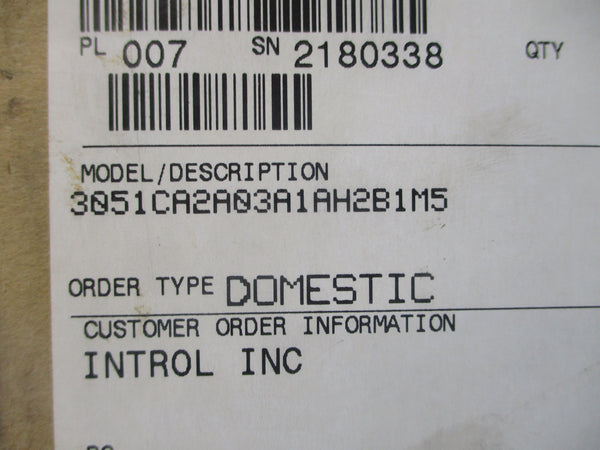 PL 007 SN 2180338 QTY
MODEL/DESCRIPTION
3051CA2A03A1AH2B1M5
ORDER TYPE DOMESTIC
CUSTOMER ORDER INFORMATION
INTROL INC